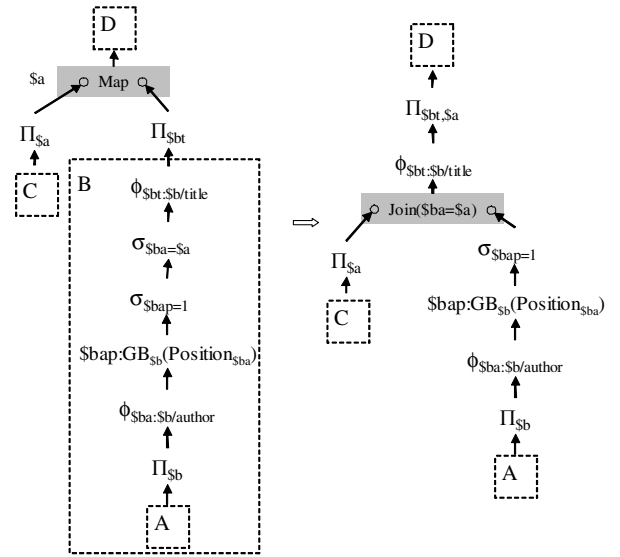 D
$a
Map
Π$a
Π$bt
C
B
ϕ$bt:$b/title
σ$ba=$a
σ$bap=1
$bap:GB$b(Position$ba)
ϕ$ba:$b/author
Π$b
A
⇨
D
Π$bt,$a
ϕ$bt:$b/title
Join($ba=$a)
Π$a
C
σ$bap=1
$bap:GB$b(Position$ba)
ϕ$ba:$b/author
Π$b
A